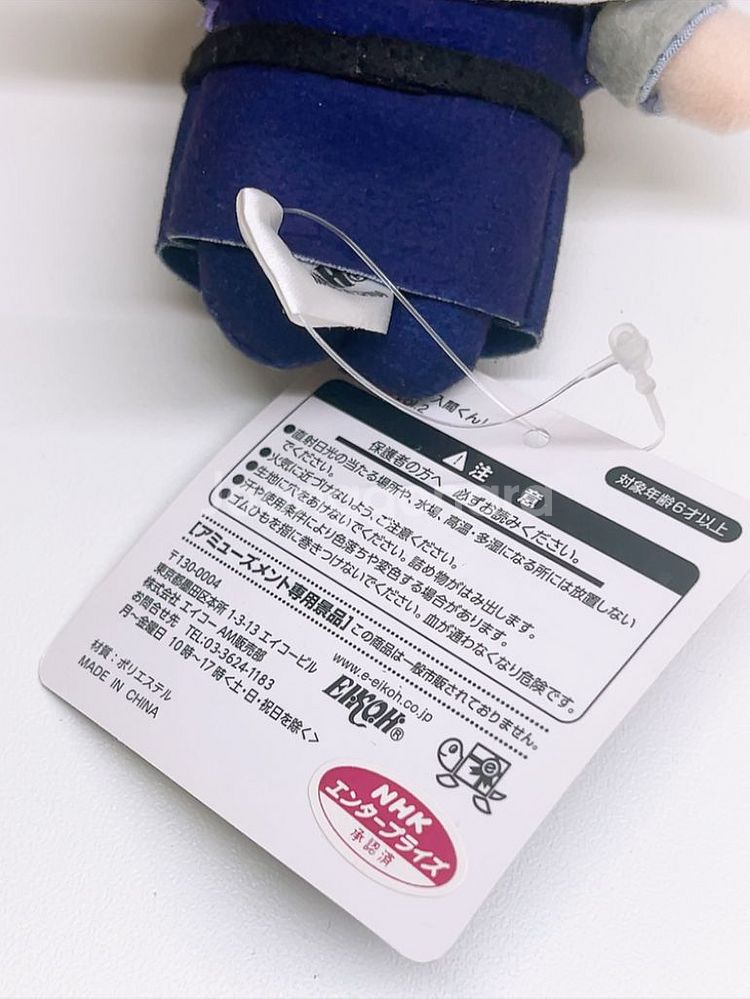 入間くん)
.2
⚠ 注 意
対象年齢6才以上
保護者の方へ 必ずお読みください。
●直射日光の当たる場所や、水場、高温・多湿になる所には放置しない
でください。
●火気に近づけないようご注意ください。
●生地に穴をあけないでください。詰め物がはみ出します。
●汗や使用条件により色落ちや変色する場合があります。
●ゴムひもを指に巻きつけないでください。血が通わなくなり危険です。
[アミューズメント専用景品]この商品は一般市販されておりません。
〒130-0004
東京都墨田区本所 1-3-13 エイコービル
株式会社 エイコー AM販売部
お問合せ先 TEL:03-3624-1183
月~金曜日 10時~17時<土・日・祝日を除く>
www.e-eikoh.co.jp
EIKOH®
材質:ポリエステル
MADE IN CHINA
NHK
エンタープライズ
承認済